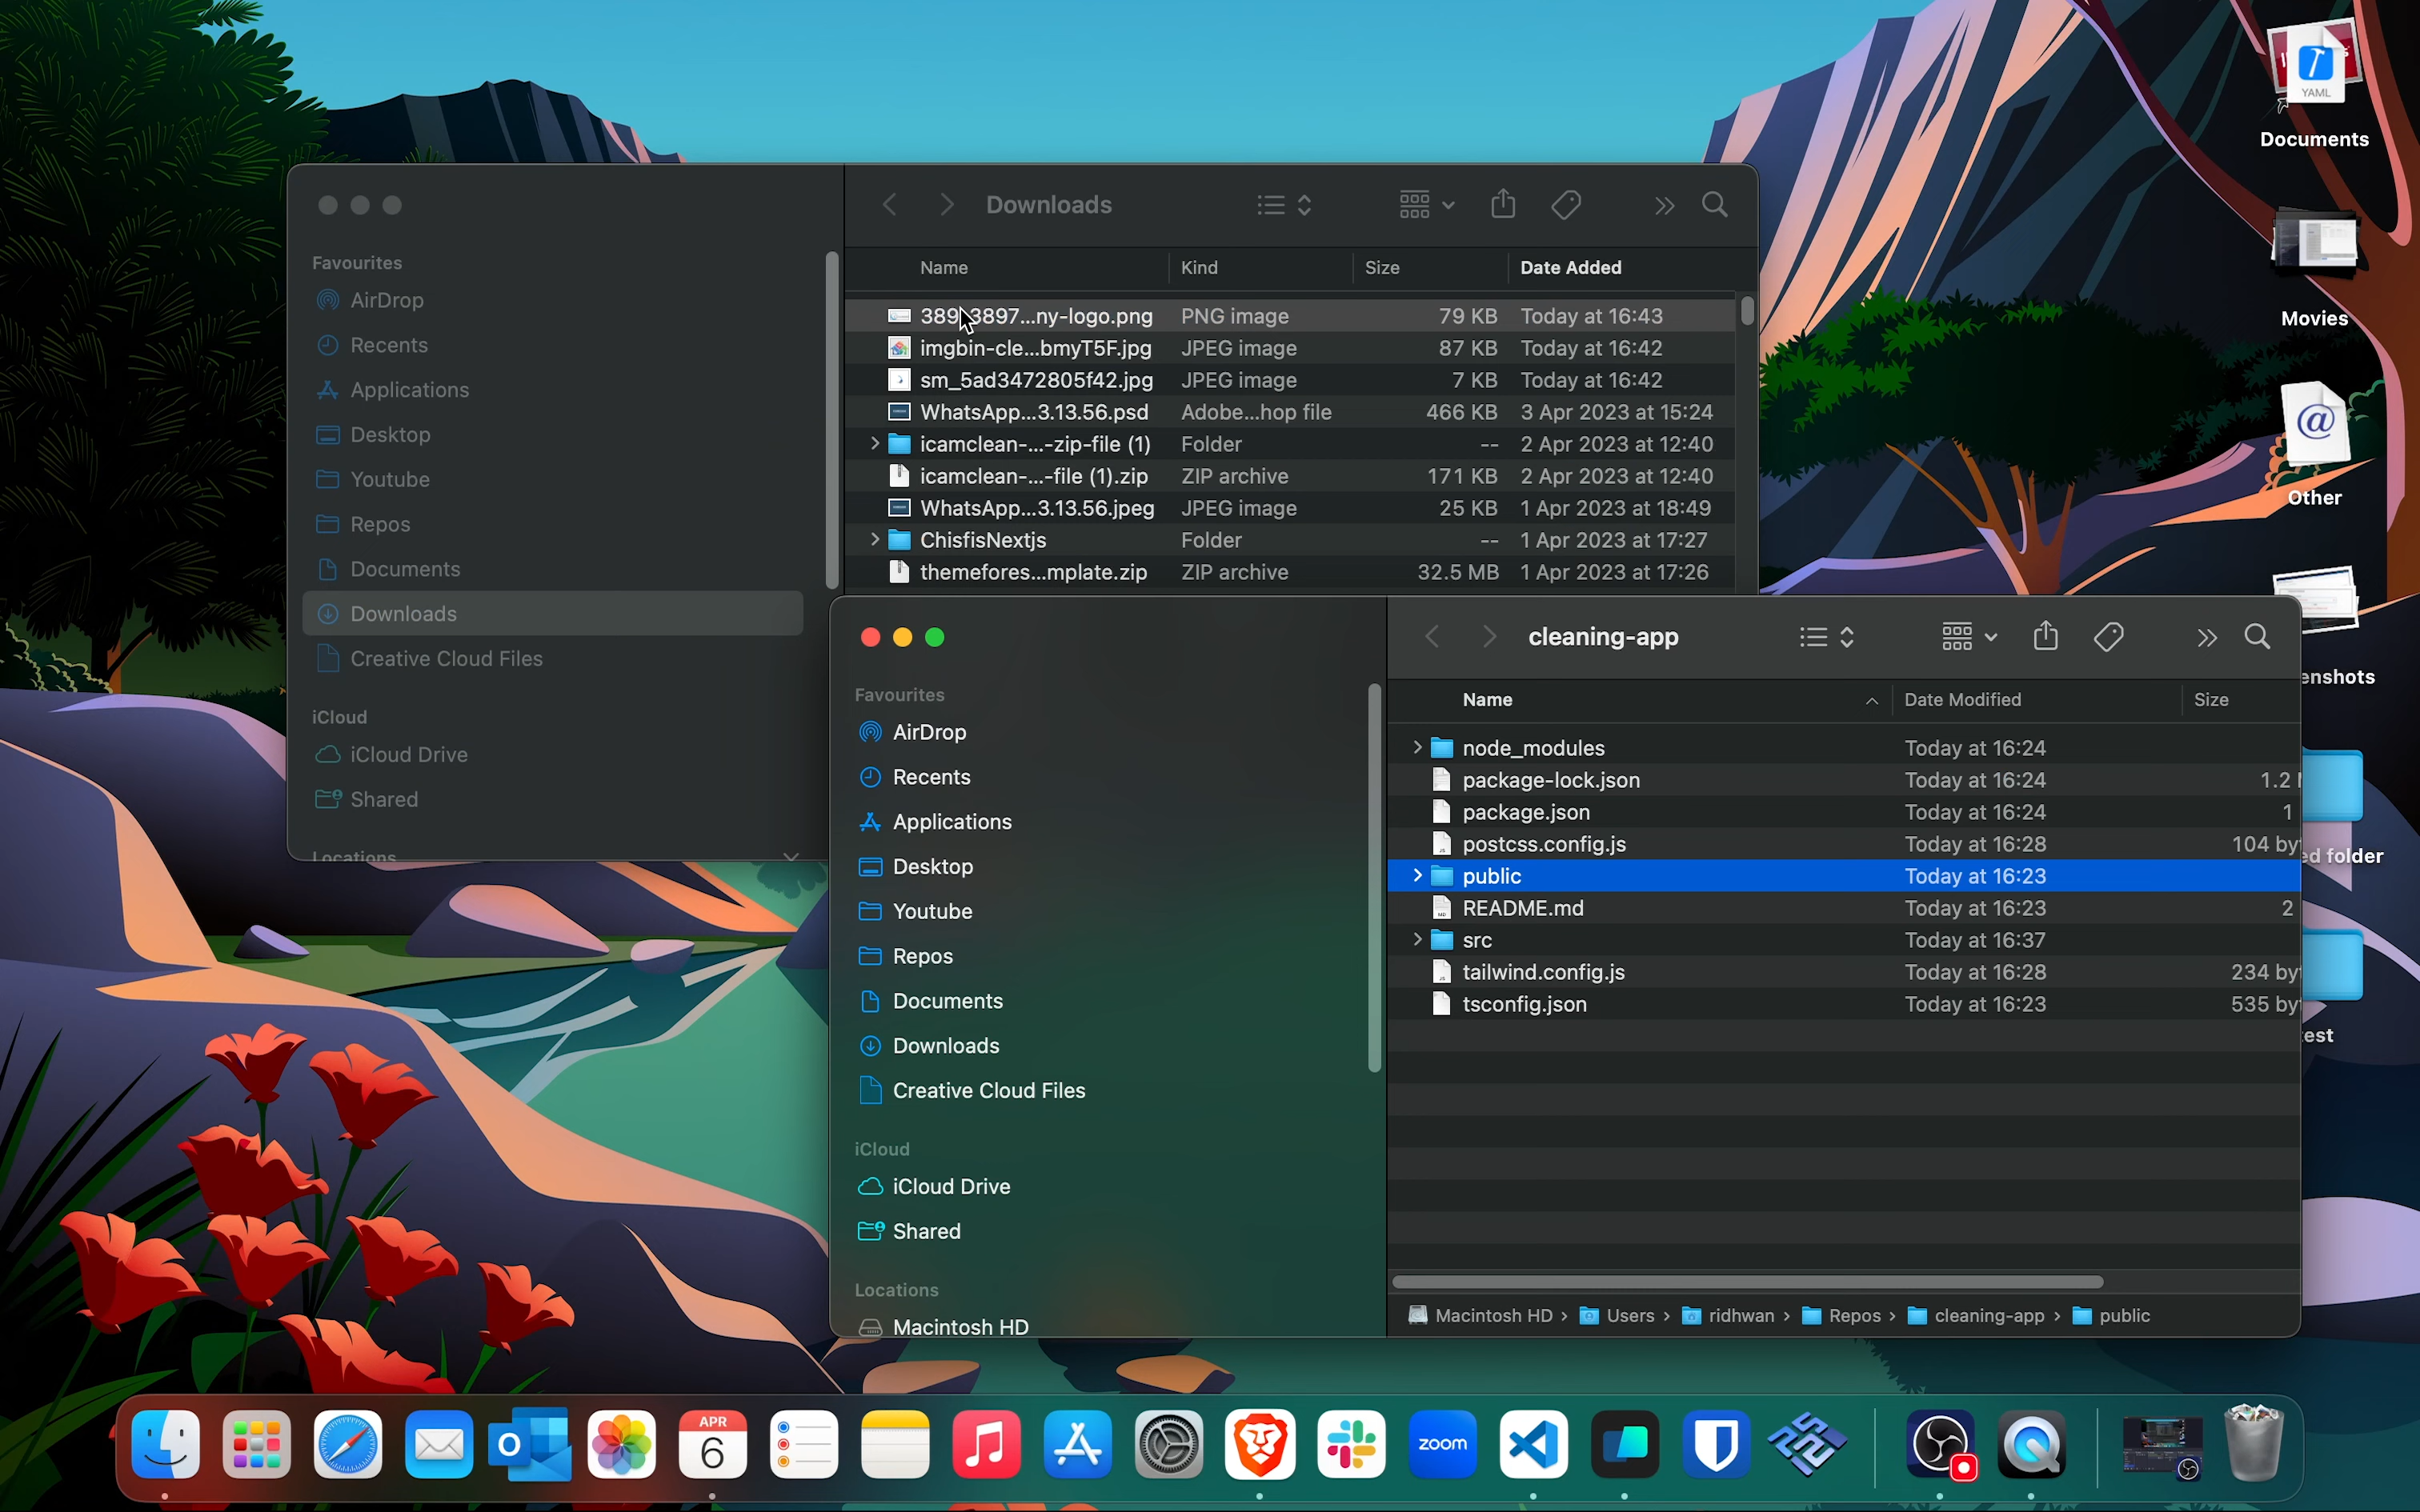 YAML
Documents
Movies
Other
enshots
ed folder
test
Downloads
Favourites
AirDrop
Recents
Applications
Desktop
Youtube
Repos
Documents
Downloads
Creative Cloud Files
iCloud
iCloud Drive
Shared
Locations
Name Kind Size Date Added
imgbin-cle...bmyT5F.jpg JPEG image 87 KB Today at 16:42
sm_5ad3472805f42.jpg JPEG image 7 KB Today at 16:42
WhatsApp...3.13.56.psd Adobe...hop file 466 KB 3 Apr 2023 at 15:24
icamclean-...-zip-file (1) Folder -- 2 Apr 2023 at 12:40
icamclean-...-file (1).zip ZIP archive 171 KB 2 Apr 2023 at 12:40
WhatsApp...3.13.56.jpeg JPEG image 25 KB 1 Apr 2023 at 18:49
ChisfisNextjs Folder -- 1 Apr 2023 at 17:27
themefores...mplate.zip ZIP archive 32.5 MB 1 Apr 2023 at 17:26
PNG image 79 KB Today at 16:43
cleaning-app
Favourites
AirDrop
Recents
Applications
Desktop
Youtube
Repos
Documents
Downloads
Creative Cloud Files
iCloud
iCloud Drive
Shared
Locations
Macintosh HD
Name Date Modified Size
node_modules Today at 16:24
package-lock.json Today at 16:24 1.2
package.json Today at 16:24 1
postcss.config.js Today at 16:28 104 by
public Today at 16:23
README.md Today at 16:23 2
src Today at 16:37
tailwind.config.js Today at 16:28 234 by
tsconfig.json Today at 16:23 535 by
Macintosh HD › Users › ridhwan › Repos › cleaning-app › public
APR
6
zoom